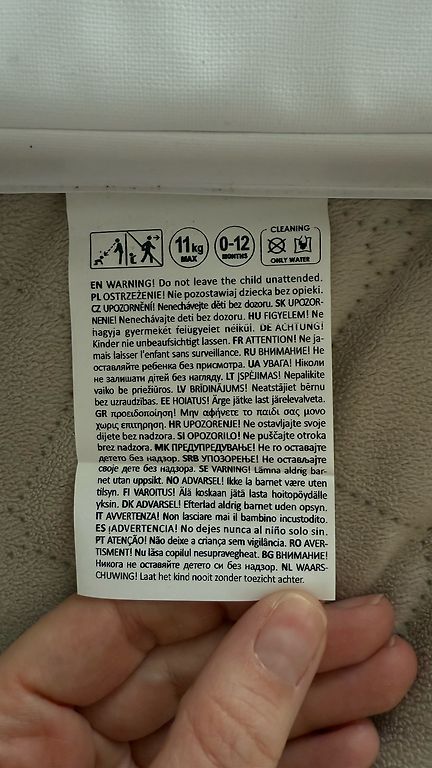 11kg
MAX
0-12
MONTHS
CLEANING
ONLY WATER
EN WARNING! Do not leave the child unattended.
PL OSTRZEŻENIE! Nie pozostawiaj dziecka bez opieki.
CZ UPOZORNĚNÍ! Nenechávejte děti bez dozoru. SK UPOZOR-
NENIE! Nenechávajte deti bez dozoru. HU FIGYELEM! Ne
hagyja gyermekét felügyelet nélkül. DE ACHTUNG!
Kinder nie unbeaufsichtigt lassen. FR ATTENTION! Ne ja-
mais laisser l'enfant sans surveillance. RU ВНИМАНИЕ! Не
оставляйте ребенка без присмотра. UA УВАГА! Ніколи
не залишати дітей без нагляду. LT ĮSPĖJIMAS! Nepalikite
vaiko be priežiūros. LV BRĪDINĀJUMS! Neatstājiet bērnu
bez uzraudzības. EE HOIATUS! Ärge jätke last järelevalveta.
GR προειδοποίηση! Μην αφήνετε το παιδί σας μόνο
χωρίς επιτήρηση. HR UPOZORENJE! Ne ostavljajte svoje
dijete bez nadzora. SI OPOZORILO! Ne puščajte otroka
brez nadzora. MK ПРЕДУПРЕДУВАЊЕ! Не го оставајте
детето без надзор. SRB УПОЗОРЕЊЕ! Не остављајте
своје дете без надзора. SE VARNING! Lämna aldrig bar-
net utan uppsikt. NO ADVARSEL! Ikke la barnet være uten
tilsyn. FI VAROITUS! Älä koskaan jätä lasta hoitopöydälle
yksin. DK ADVARSEL! Efterlad aldrig barnet uden opsyn.
IT AVVERTENZA! Non lasciare mai il bambino incustodito.
ES ¡ADVERTENCIA! No dejes nunca al niño solo sin.
PT ATENÇÃO! Não deixe a criança sem vigilância. RO AVER-
TISMENT! Nu lăsa copilul nesupravegheat. BG ВНИМАНИЕ!
Никога не оставяйте детето си без надзор. NL WAARS-
CHUWING! Laat het kind nooit zonder toezicht achter.